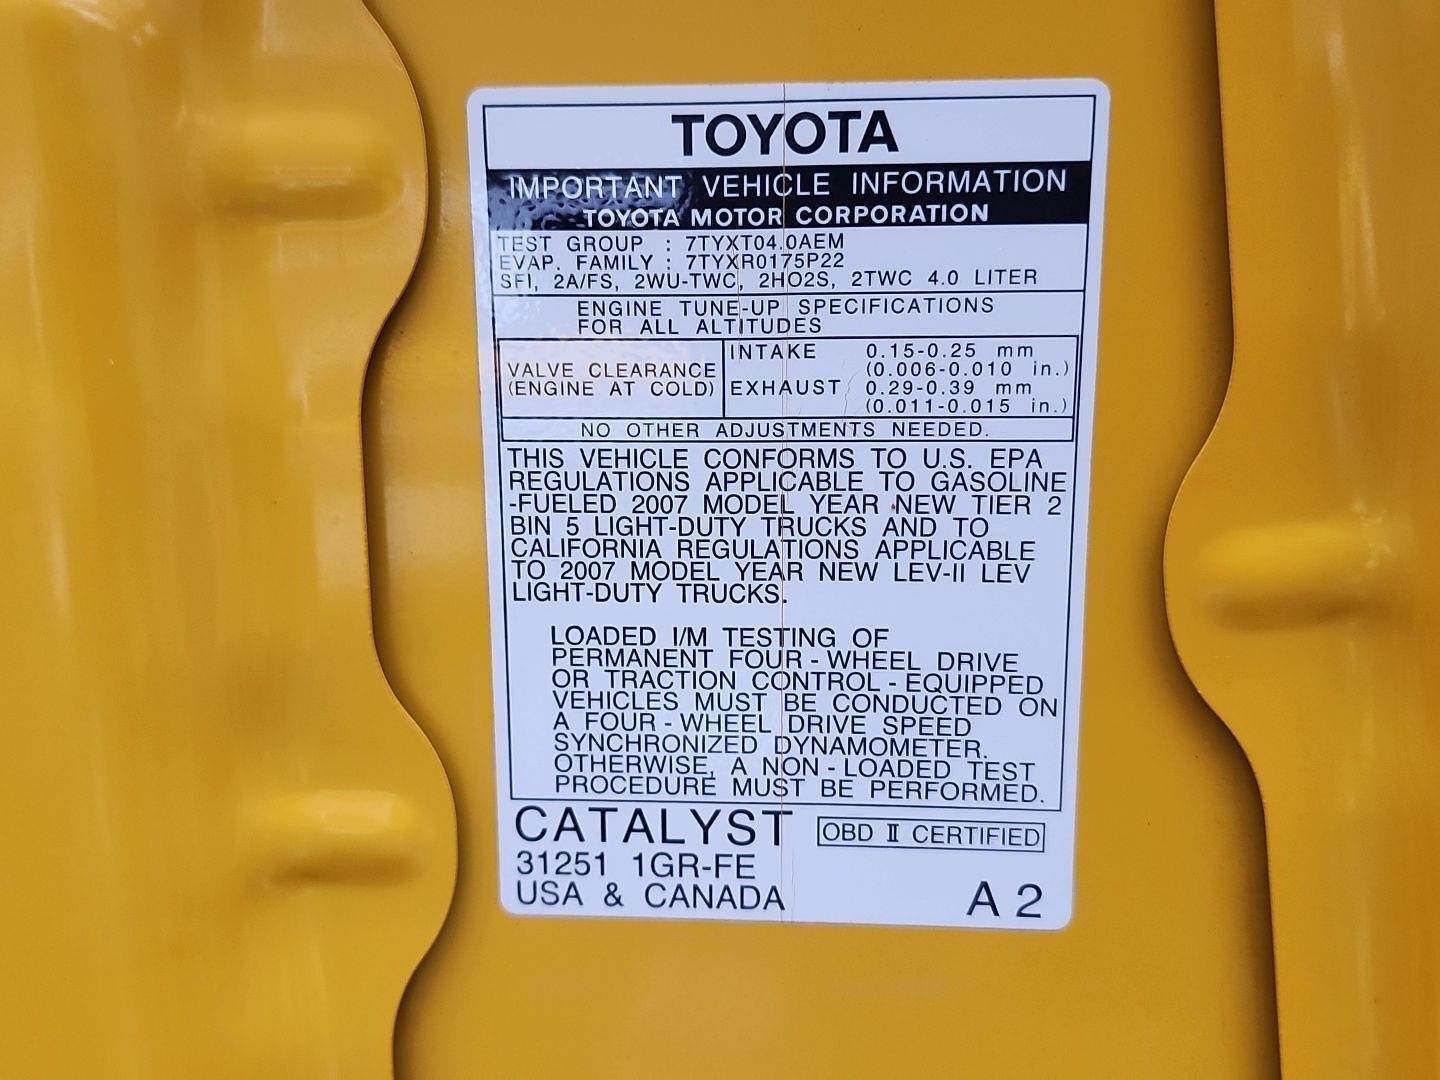 TOYOTA
IMPORTANT VEHICLE INFORMATION
TOYOTA MOTOR CORPORATION
TEST GROUP : 7TYXT04.0AEM
EVAP. FAMILY : 7TYXR0175P22
SFI, 2A/FS, 2WU-TWC, 2HO2S, 2TWC 4.0 LITER
ENGINE TUNE-UP SPECIFICATIONS
FOR ALL ALTITUDES
VALVE CLEARANCE
(ENGINE AT COLD)
INTAKE 0.15-0.25 mm
(0.006-0.010 in.)
EXHAUST 0.29-0.39 mm
(0.011-0.015 in.)
NO OTHER ADJUSTMENTS NEEDED.
THIS VEHICLE CONFORMS TO U.S. EPA
REGULATIONS APPLICABLE TO GASOLINE
-FUELED 2007 MODEL YEAR NEW TIER 2
BIN 5 LIGHT-DUTY TRUCKS AND TO
CALIFORNIA REGULATIONS APPLICABLE
TO 2007 MODEL YEAR NEW LEV-II LEV
LIGHT-DUTY TRUCKS.
LOADED I/M TESTING OF
PERMANENT FOUR - WHEEL DRIVE
OR TRACTION CONTROL - EQUIPPED
VEHICLES MUST BE CONDUCTED ON
A FOUR - WHEEL DRIVE SPEED
SYNCHRONIZED DYNAMOMETER.
OTHERWISE, A NON - LOADED TEST
PROCEDURE MUST BE PERFORMED.
CATALYST OBD II CERTIFIED
31251 1GR-FE
USA & CANADA A 2